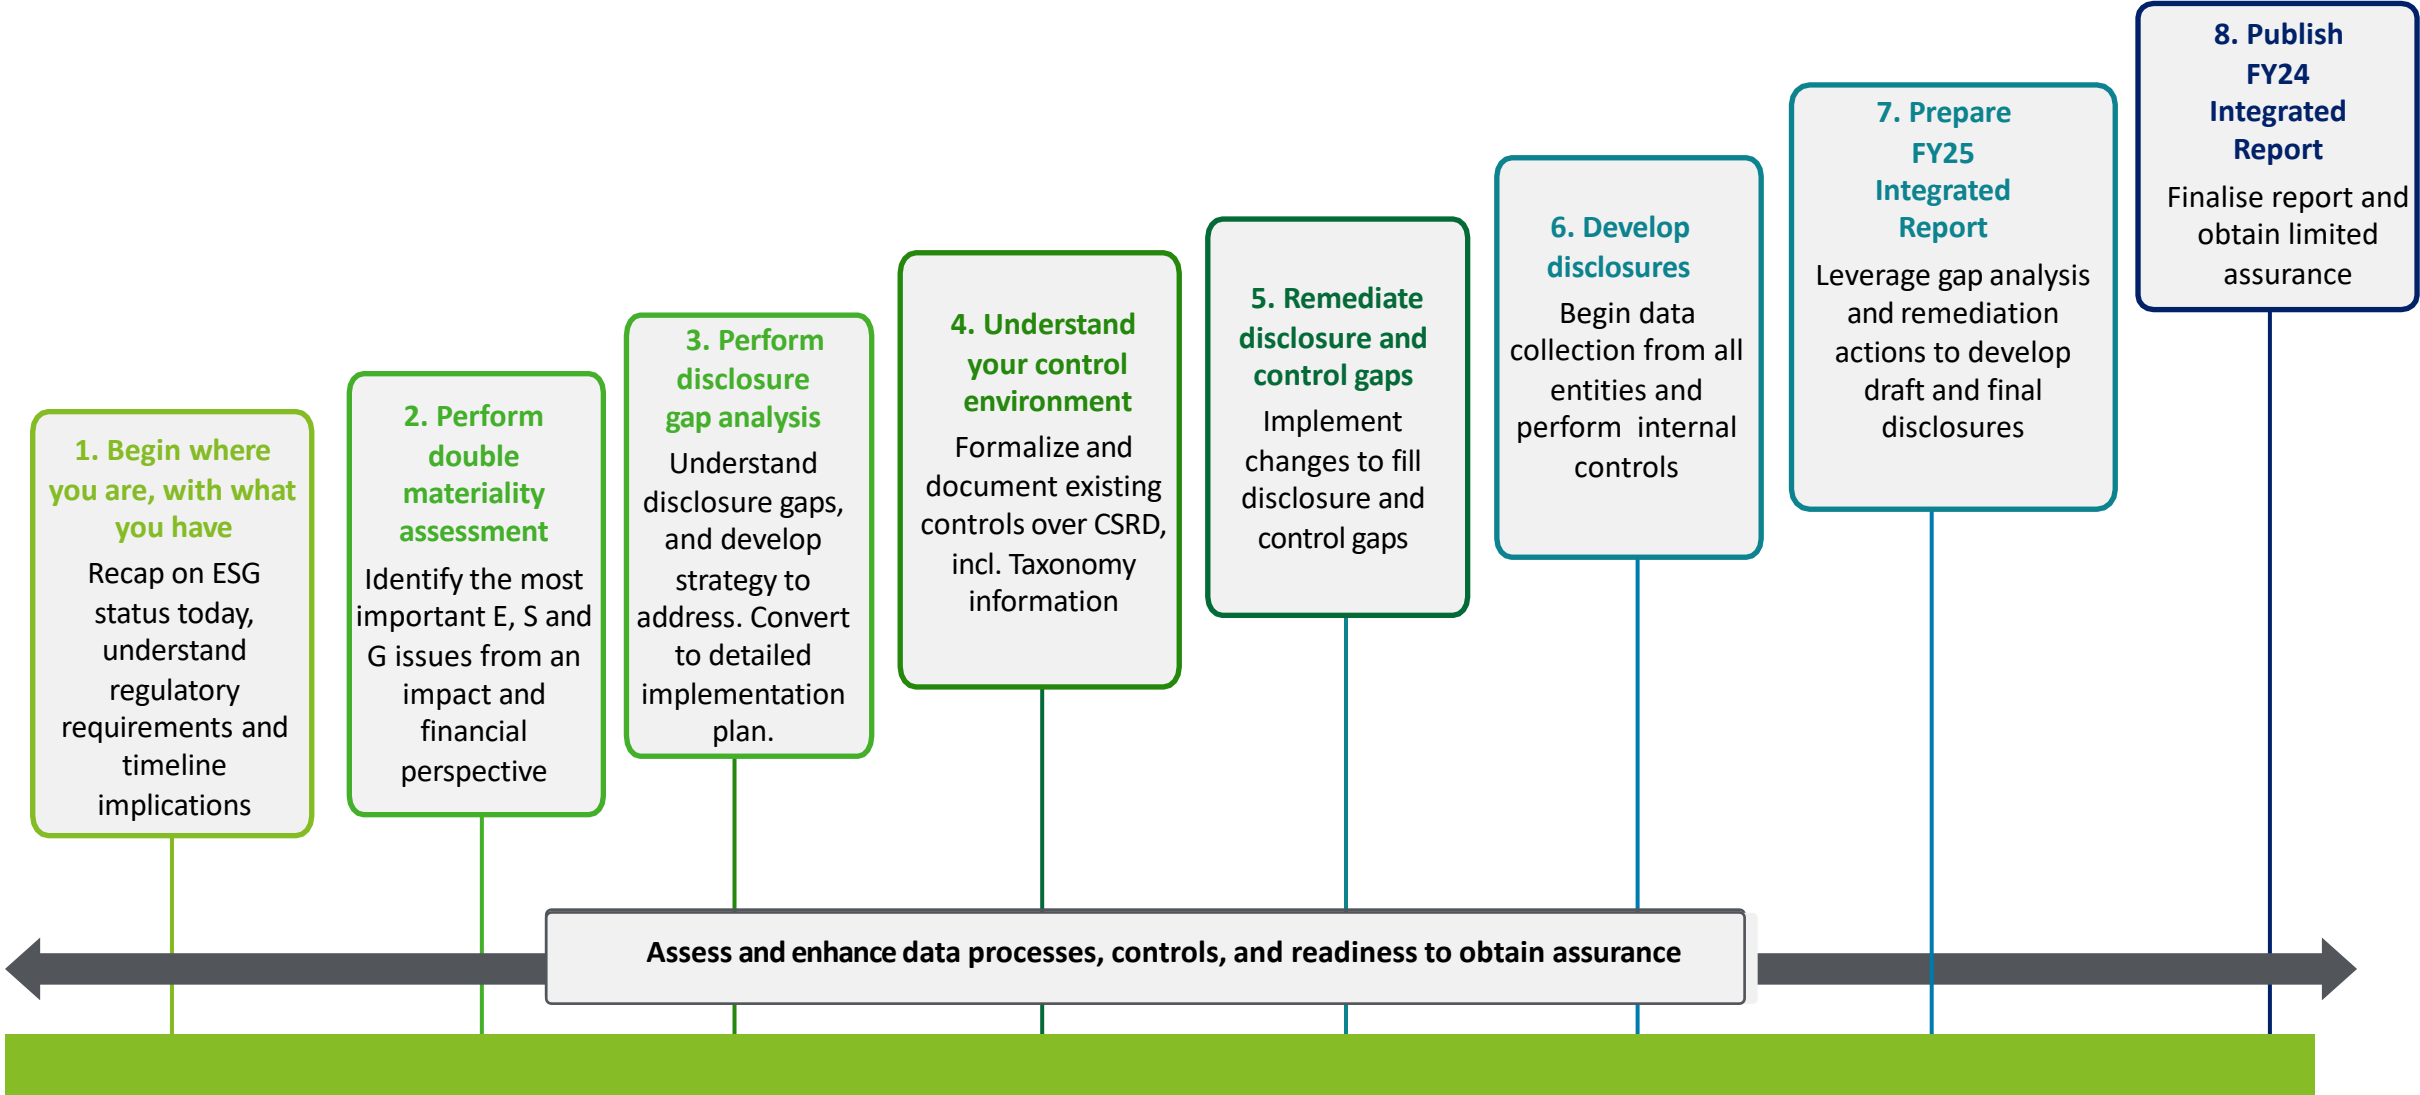 1. Begin where
you are, with what
you have
Recap on ESG
status today,
understand
regulatory
requirements and
timeline
implications
2. Perform
double
materiality
assessment
Identify the most
important E, S and
G issues from an
impact and
financial
perspective
3. Perform
disclosure
gap analysis
Understand
disclosure gaps,
and develop
strategy to
address. Convert
to detailed
implementation
plan.
4. Understand
your control
environment
Formalize and
document existing
controls over CSRD,
incl. Taxonomy
information
5. Remediate
disclosure and
control gaps
Implement
changes to fill
disclosure and
control gaps
6. Develop
disclosures
Begin data
collection from all
entities and
perform internal
controls
7. Prepare
FY25
Integrated
Report
Leverage gap analysis
and remediation
actions to develop
draft and final
disclosures
8. Publish
FY24
Integrated
Report
Finalise report and
obtain limited
assurance
Assess and enhance data processes, controls, and readiness to obtain assurance